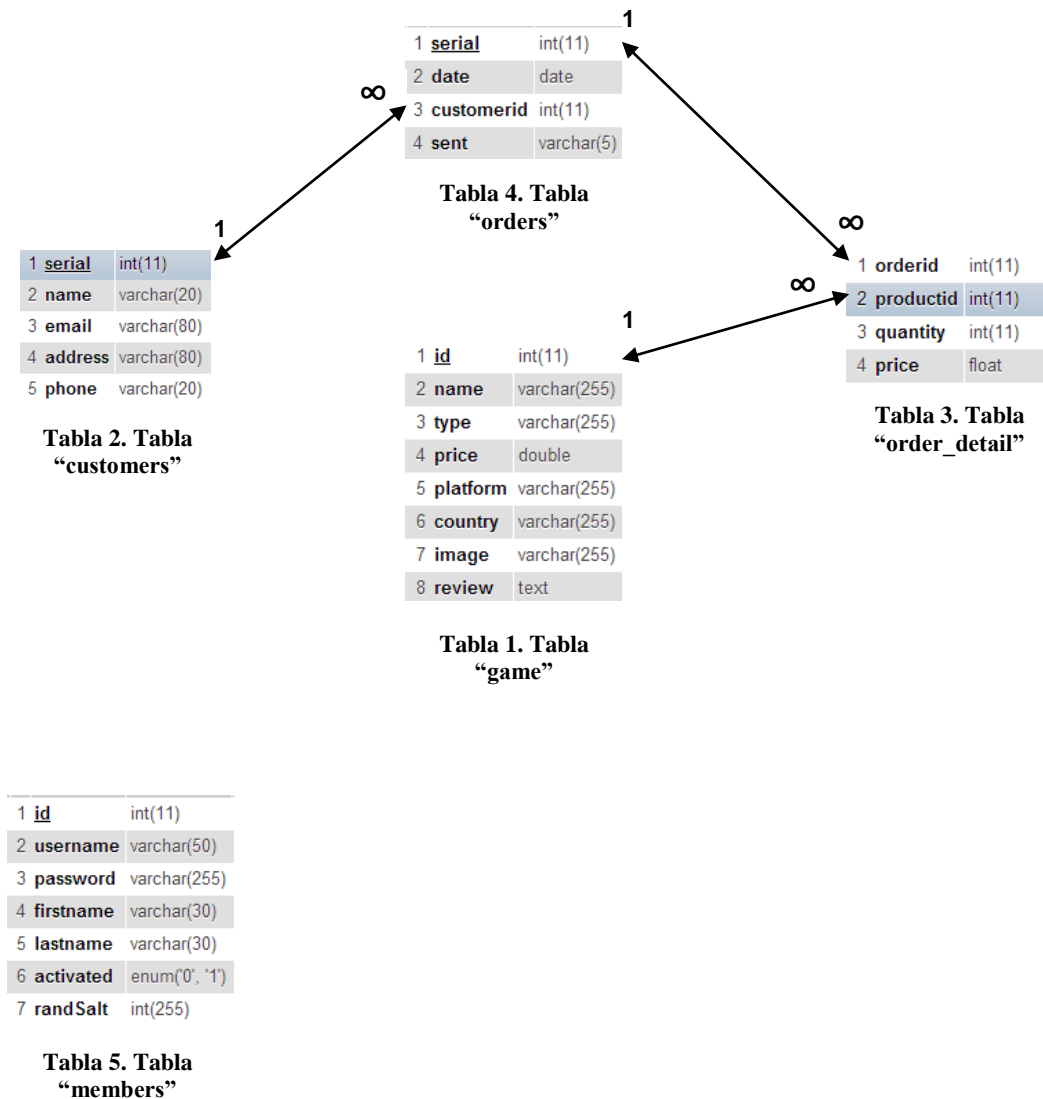 1
1 serial int(11)
2 date date
3 customerid int(11)
4 sent varchar(5)
∞
Tabla 4. Tabla
“orders”
1
1 serial int(11)
2 name varchar(20)
3 email varchar(80)
4 address varchar(80)
5 phone varchar(20)
Tabla 2. Tabla
“customers”
∞
∞
1 orderid int(11)
2 productid int(11)
3 quantity int(11)
4 price float
Tabla 3. Tabla
“order_detail”
1
1 id int(11)
2 name varchar(255)
3 type varchar(255)
4 price double
5 platform varchar(255)
6 country varchar(255)
7 image varchar(255)
8 review text
Tabla 1. Tabla
“game”
1 id int(11)
2 username varchar(50)
3 password varchar(255)
4 firstname varchar(30)
5 lastname varchar(30)
6 activated enum('0', '1')
7 randSalt int(255)
Tabla 5. Tabla
“members”